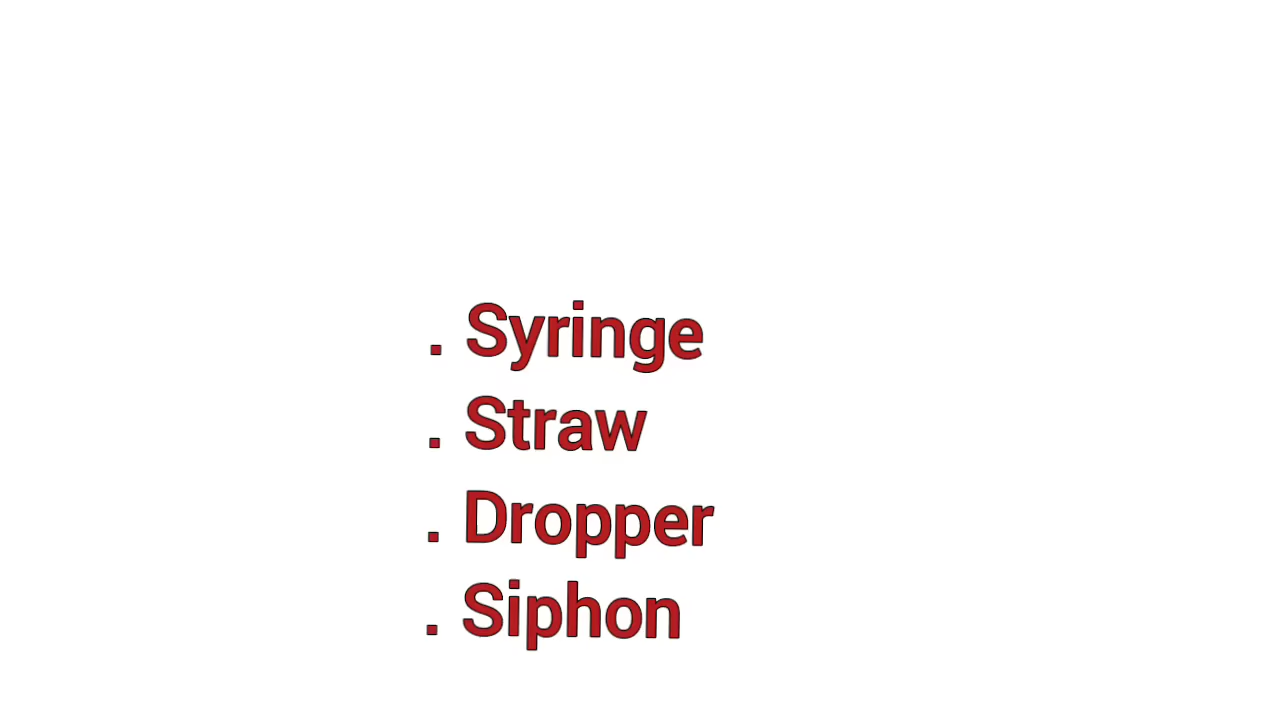 . Syringe
. Straw
. Dropper
. Siphon